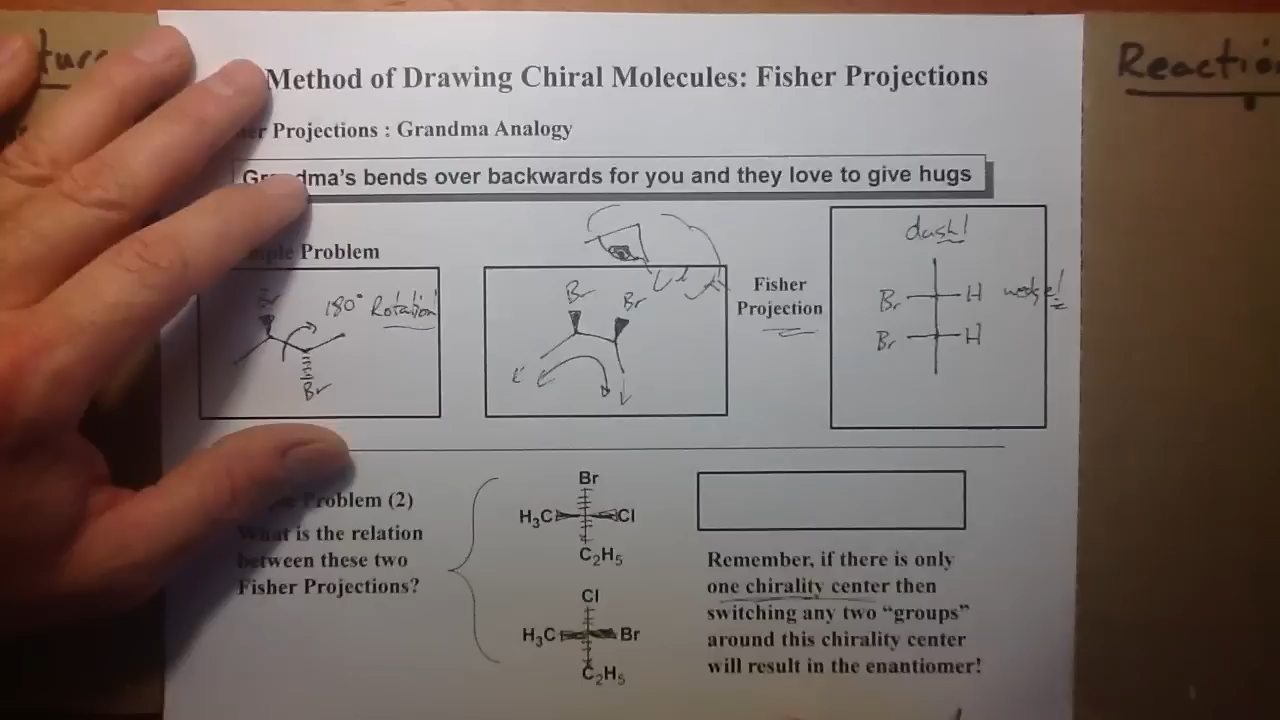 Method of Drawing Chiral Molecules: Fisher Projections
Reactio
Projections : Grandma Analogy
Grandma's bends over backwards for you and they love to give hugs
Problem
dash!
Fisher
Projection
Br
180° Rotation!
Br
Br
Br
Br H wedge!
Br H
Problem (2)
What is the relation
between these two
Fisher Projections?
Br
H₃C Cl
C₂H₅
Cl
H₃C Br
C₂H₅
Remember, if there is only
one chirality center then
switching any two “groups”
around this chirality center
will result in the enantiomer!